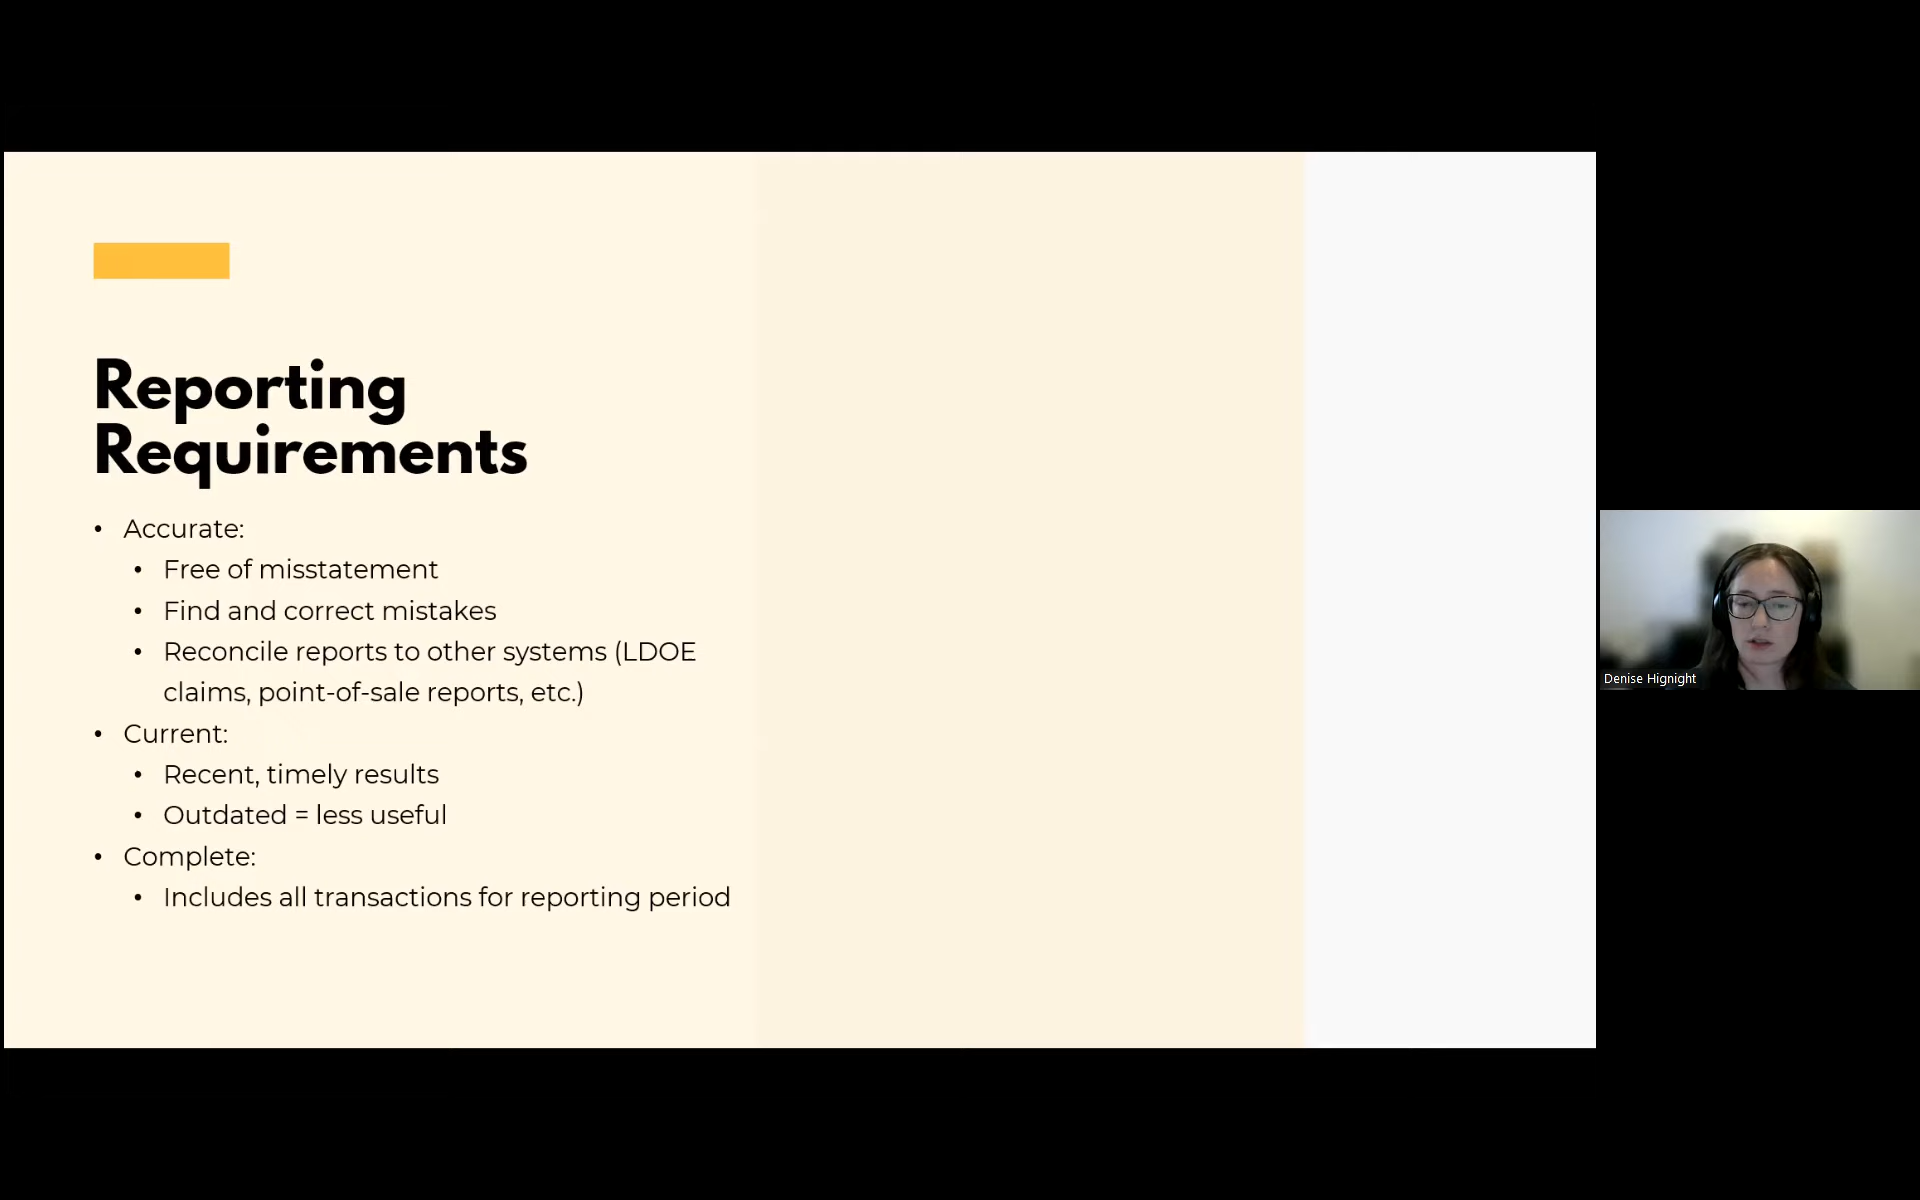 Reporting
Requirements
• Accurate:
• Free of misstatement
• Find and correct mistakes
• Reconcile reports to other systems (LDOE
claims, point-of-sale reports, etc.)
• Current:
• Recent, timely results
• Outdated = less useful
• Complete:
• Includes all transactions for reporting period
Denise Hignight